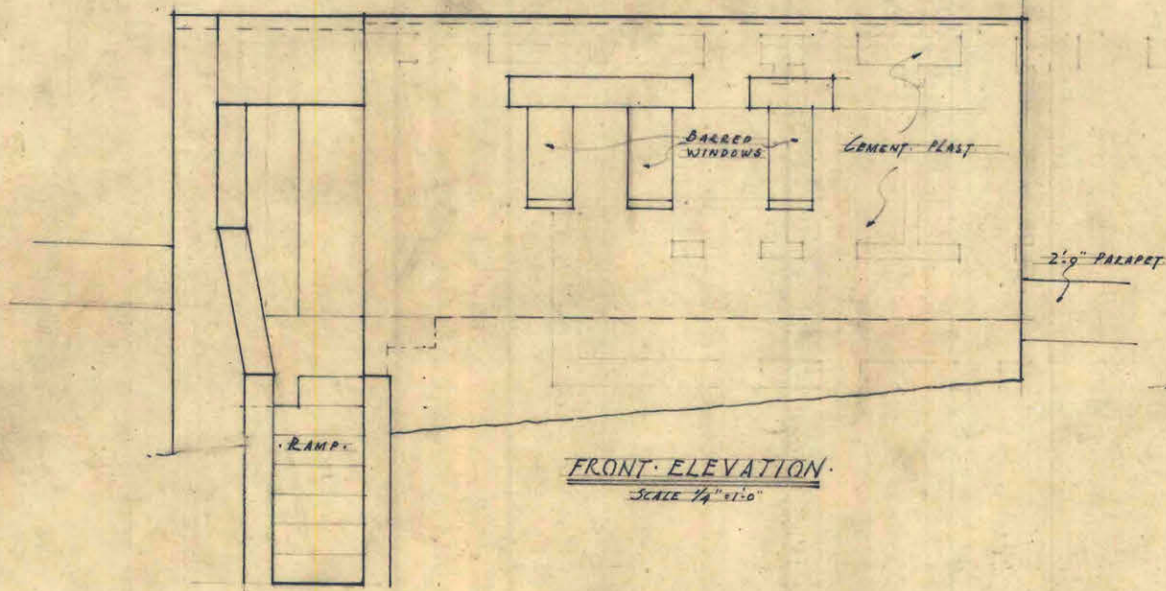 BARRED
WINDOWS
CEMENT. PLAST
2'-9" PARAPET
·RAMP·
FRONT·ELEVATION·
SCALE 1/4"=1'-0"